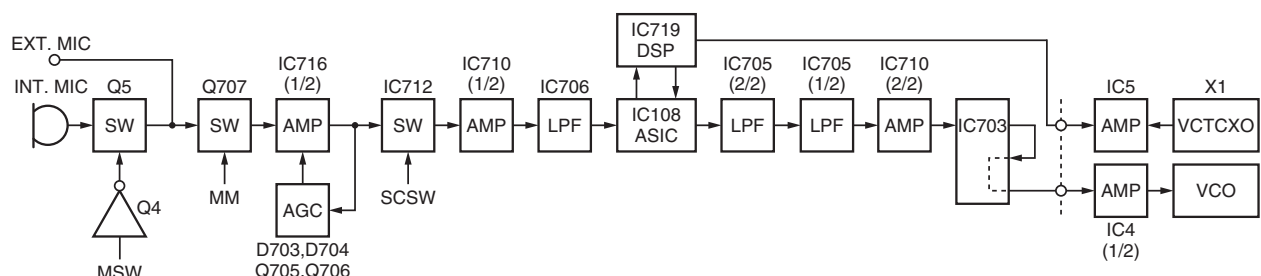 EXT. MIC
INT. MIC
Q5
SW
Q4
MSW
Q707
SW
MM
IC716
(1/2)
AMP
AGC
D703,D704
Q705,Q706
IC712
SW
SCSW
IC710
(1/2)
AMP
IC706
LPF
IC719
DSP
IC108
ASIC
IC705
(2/2)
LPF
IC705
(1/2)
LPF
IC710
(2/2)
AMP
IC703
IC5
AMP
X1
VCTCXO
AMP
IC4
(1/2)
VCO